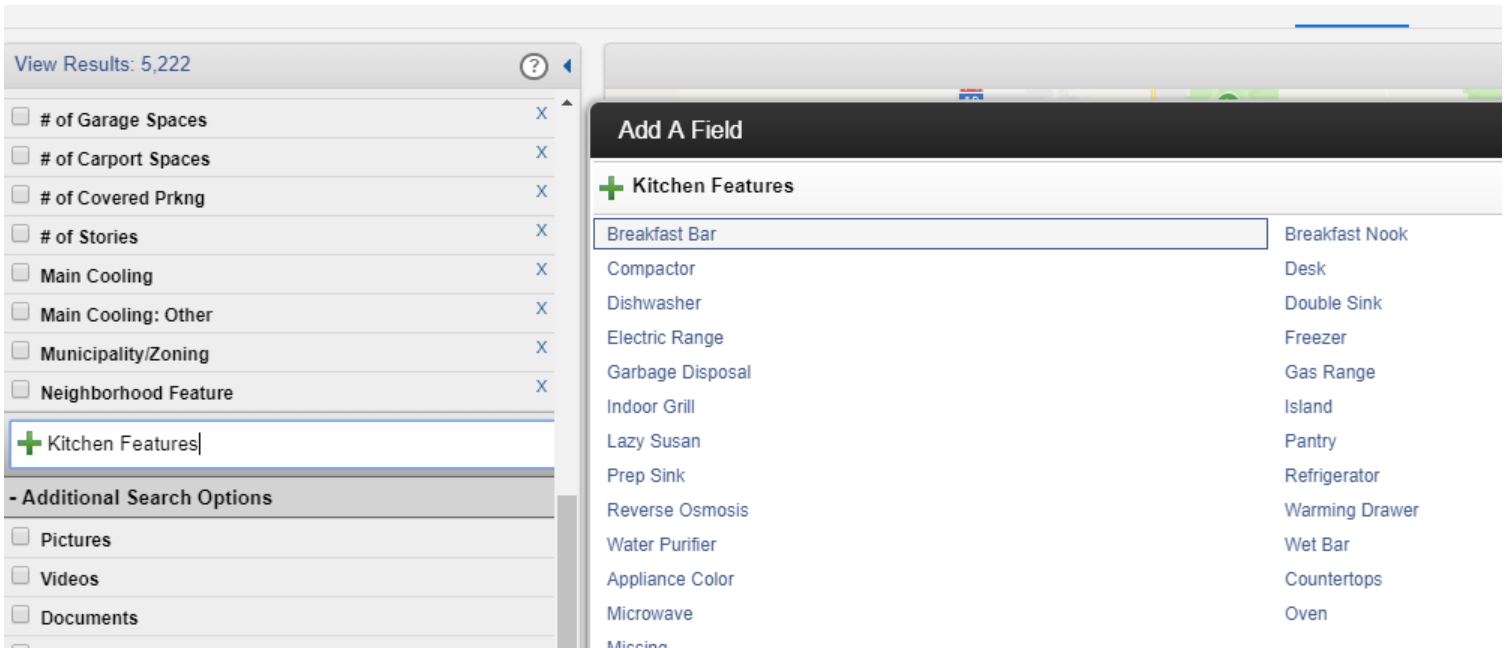 View Results: 5,222
?
# of Garage Spaces X
# of Carport Spaces X
# of Covered Prkng X
# of Stories X
Main Cooling X
Main Cooling: Other X
Municipality/Zoning X
Neighborhood Feature X
Kitchen Features
- Additional Search Options
Pictures
Videos
Documents
Add A Field
Kitchen Features
Breakfast Bar Breakfast Nook
Compactor Desk
Dishwasher Double Sink
Electric Range Freezer
Garbage Disposal Gas Range
Indoor Grill Island
Lazy Susan Pantry
Prep Sink Refrigerator
Reverse Osmosis Warming Drawer
Water Purifier Wet Bar
Appliance Color Countertops
Microwave Oven
Missing